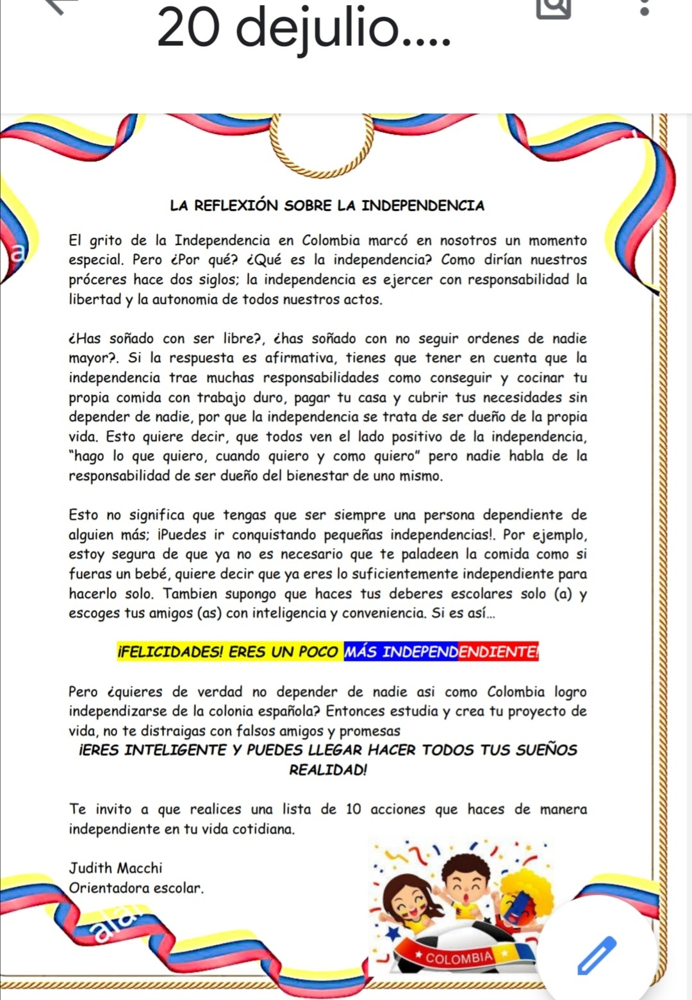 20 dejulio....
LA REFLEXIÓN SOBRE LA INDEPENDENCIA
El grito de la Independencia en Colombia marcó en nosotros un momento
especial. Pero ¿Por qué? ¿Qué es la independencia? Como dirían nuestros
próceres hace dos siglos; la independencia es ejercer con responsabilidad la
libertad y la autonomia de todos nuestros actos.
¿Has soñado con ser libre?, ¿has soñado con no seguir ordenes de nadie
mayor?. Si la respuesta es afirmativa, tienes que tener en cuenta que la
independencia trae muchas responsabilidades como conseguir y cocinar tu
propia comida con trabajo duro, pagar tu casa y cubrir tus necesidades sin
depender de nadie, por que la independencia se trata de ser dueño de la propia
vida. Esto quiere decir, que todos ven el lado positivo de la independencia,
“hago lo que quiero, cuando quiero y como quiero” pero nadie habla de la
responsabilidad de ser dueño del bienestar de uno mismo.
Esto no significa que tengas que ser siempre una persona dependiente de
alguien más; ¡Puedes ir conquistando pequeñas independencias!. Por ejemplo,
estoy segura de que ya no es necesario que te paladeen la comida como si
fueras un bebé, quiere decir que ya eres lo suficientemente independiente para
hacerlo solo. Tambien supongo que haces tus deberes escolares solo (a) y
escoges tus amigos (as) con inteligencia y conveniencia. Si es así...
¡FELICIDADES! ERES UN POCO MÁS INDEPENDENDIENTE!
Pero ¿quieres de verdad no depender de nadie asi como Colombia logro
independizarse de la colonia española? Entonces estudia y crea tu proyecto de
vida, no te distraigas con falsos amigos y promesas
¡ERES INTELIGENTE Y PUEDES LLEGAR HACER TODOS TUS SUEÑOS
REALIDAD!
Te invito a que realices una lista de 10 acciones que haces de manera
independiente en tu vida cotidiana.
Judith Macchi
Orientadora escolar.
COLOMBIA
a
alar